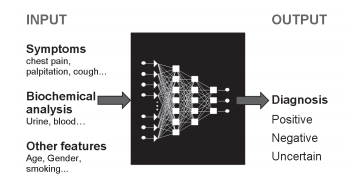 INPUT
OUTPUT
Symptoms
chest pain,
palpitation, cough...
Biochemical
analysis
Urine, blood...
Other features
Age, Gender,
smoking...
Diagnosis
Positive
Negative
Uncertain